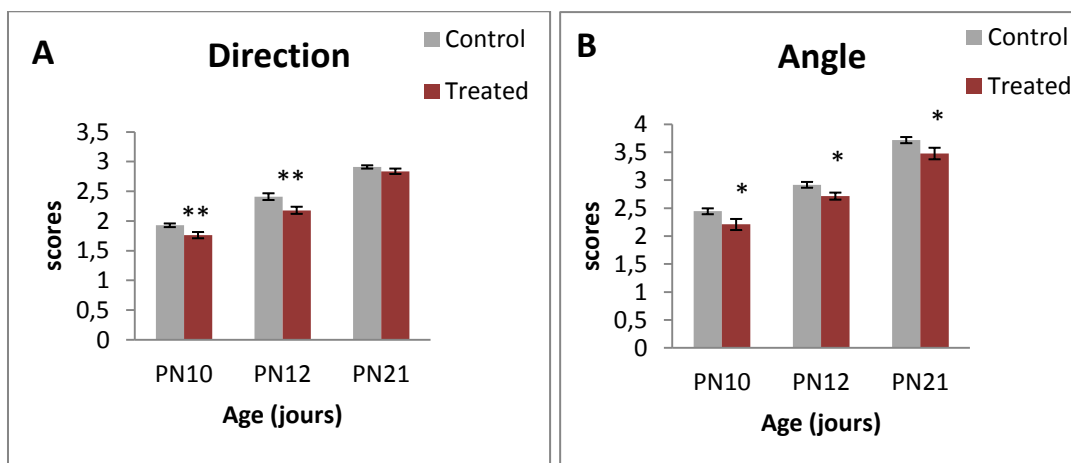 A
Direction
Control
Treated
scores
3,5
3
2,5
2
1,5
1
0,5
0
**
**
PN10 PN12 PN21
Age (jours)
B
Angle
Control
Treated
scores
4
3,5
3
2,5
2
1,5
1
0,5
0
*
*
*
PN10 PN12 PN21
Age (jours)